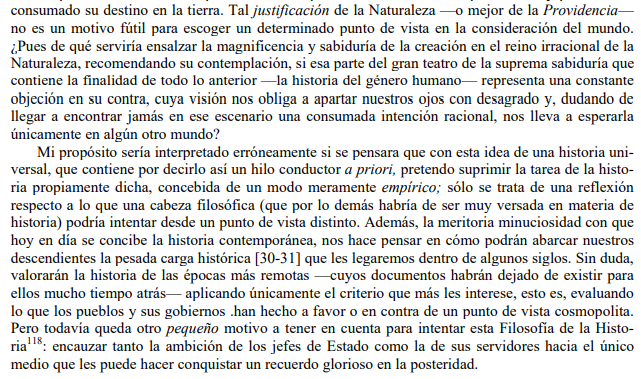 consumado su destino en la tierra. Tal justificación de la Naturaleza —o mejor de la Providencia—
no es un motivo fútil para escoger un determinado punto de vista en la consideración del mundo.
¿Pues de qué serviría ensalzar la magnificencia y sabiduría de la creación en el reino irracional de la
Naturaleza, recomendando su contemplación, si esa parte del gran teatro de la suprema sabiduría que
contiene la finalidad de todo lo anterior —la historia del género humano— representa una constante
objeción en su contra, cuya visión nos obliga a apartar nuestros ojos con desagrado y, dudando de
llegar a encontrar jamás en ese escenario una consumada intención racional, nos lleva a esperarla
únicamente en algún otro mundo?
Mi propósito sería interpretado erróneamente si se pensara que con esta idea de una historia uni-
versal, que contiene por decirlo así un hilo conductor a priori, pretendo suprimir la tarea de la histo-
ria propiamente dicha, concebida de un modo meramente empírico; sólo se trata de una reflexión
respecto a lo que una cabeza filosófica (que por lo demás habría de ser muy versada en materia de
historia) podría intentar desde un punto de vista distinto. Además, la meritoria minuciosidad con que
hoy en día se concibe la historia contemporánea, nos hace pensar en cómo podrán abarcar nuestros
descendientes la pesada carga histórica [30-31] que les legaremos dentro de algunos siglos. Sin duda,
valorarán la historia de las épocas más remotas —cuyos documentos habrán dejado de existir para
ellos mucho tiempo atrás— aplicando únicamente el criterio que más les interese, esto es, evaluando
lo que los pueblos y sus gobiernos .han hecho a favor o en contra de un punto de vista cosmopolita.
Pero todavía queda otro pequeño motivo a tener en cuenta para intentar esta Filosofía de la Histo-
ria118: encauzar tanto la ambición de los jefes de Estado como la de sus servidores hacia el único
medio que les puede hacer conquistar un recuerdo glorioso en la posteridad.